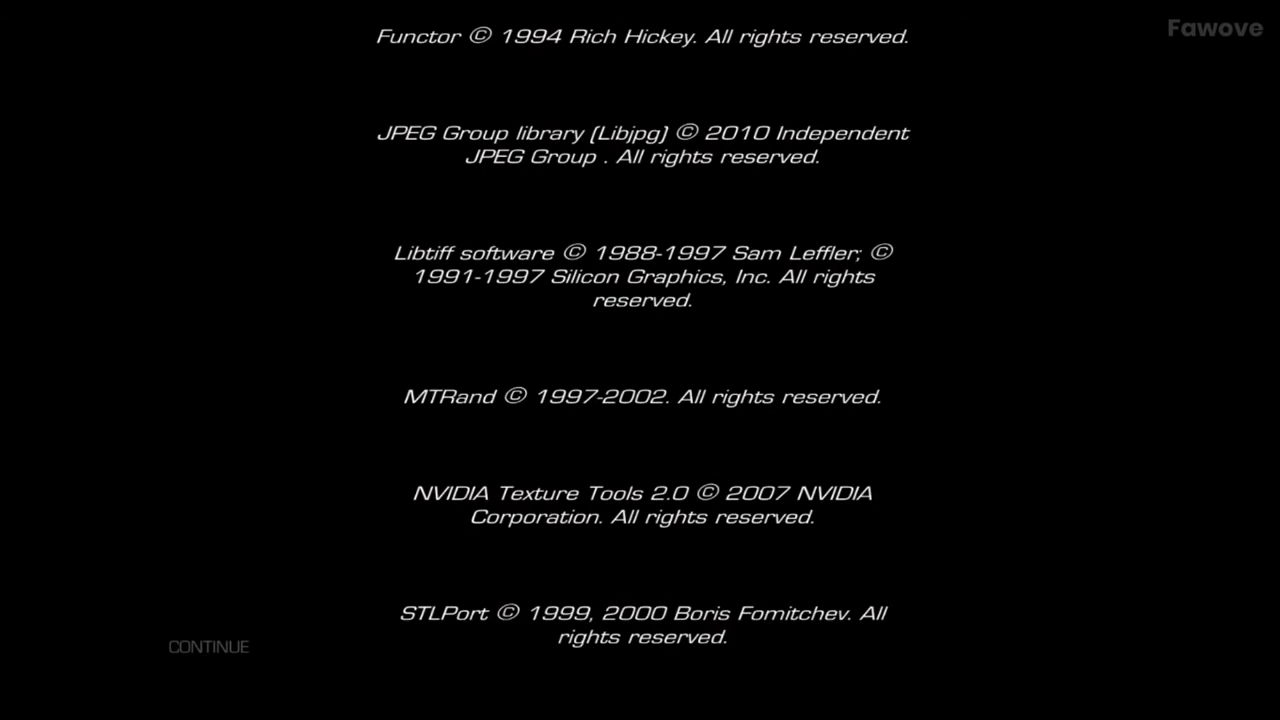 Fawove
Functor © 1994 Rich Hickey. All rights reserved.
JPEG Group library (Libjpg) © 2010 Independent
JPEG Group . All rights reserved.
Libtiff software © 1988-1997 Sam Leffler; ©
1991-1997 Silicon Graphics, Inc. All rights
reserved.
MTRand © 1997-2002. All rights reserved.
NVIDIA Texture Tools 2.0 © 2007 NVIDIA
Corporation. All rights reserved.
STLPort © 1999, 2000 Boris Fomitchev. All
rights reserved.
CONTINUE